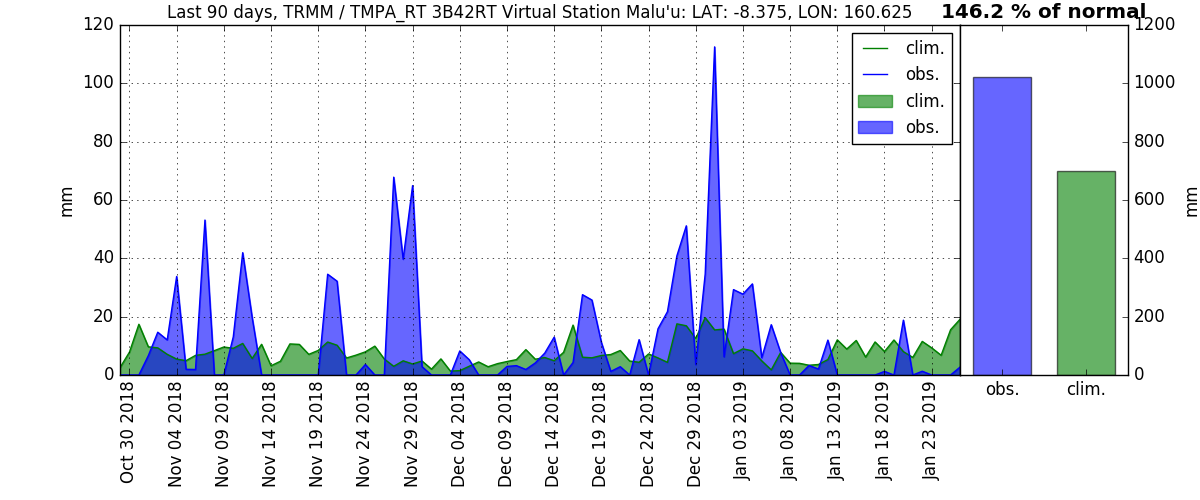 Last 90 days, TRMM / TMPA_RT 3B42RT Virtual Station Malu'u: LAT: -8.375, LON: 160.625
146.2 % of normal
120
100
80
60
40
20
0
mm
clim.
obs.
clim.
obs.
1200
1000
800
600
400
200
0
mm
Oct 30 2018
Nov 04 2018
Nov 09 2018
Nov 14 2018
Nov 19 2018
Nov 24 2018
Nov 29 2018
Dec 04 2018
Dec 09 2018
Dec 14 2018
Dec 19 2018
Dec 24 2018
Dec 29 2018
Jan 03 2019
Jan 08 2019
Jan 13 2019
Jan 18 2019
Jan 23 2019
obs.
clim.